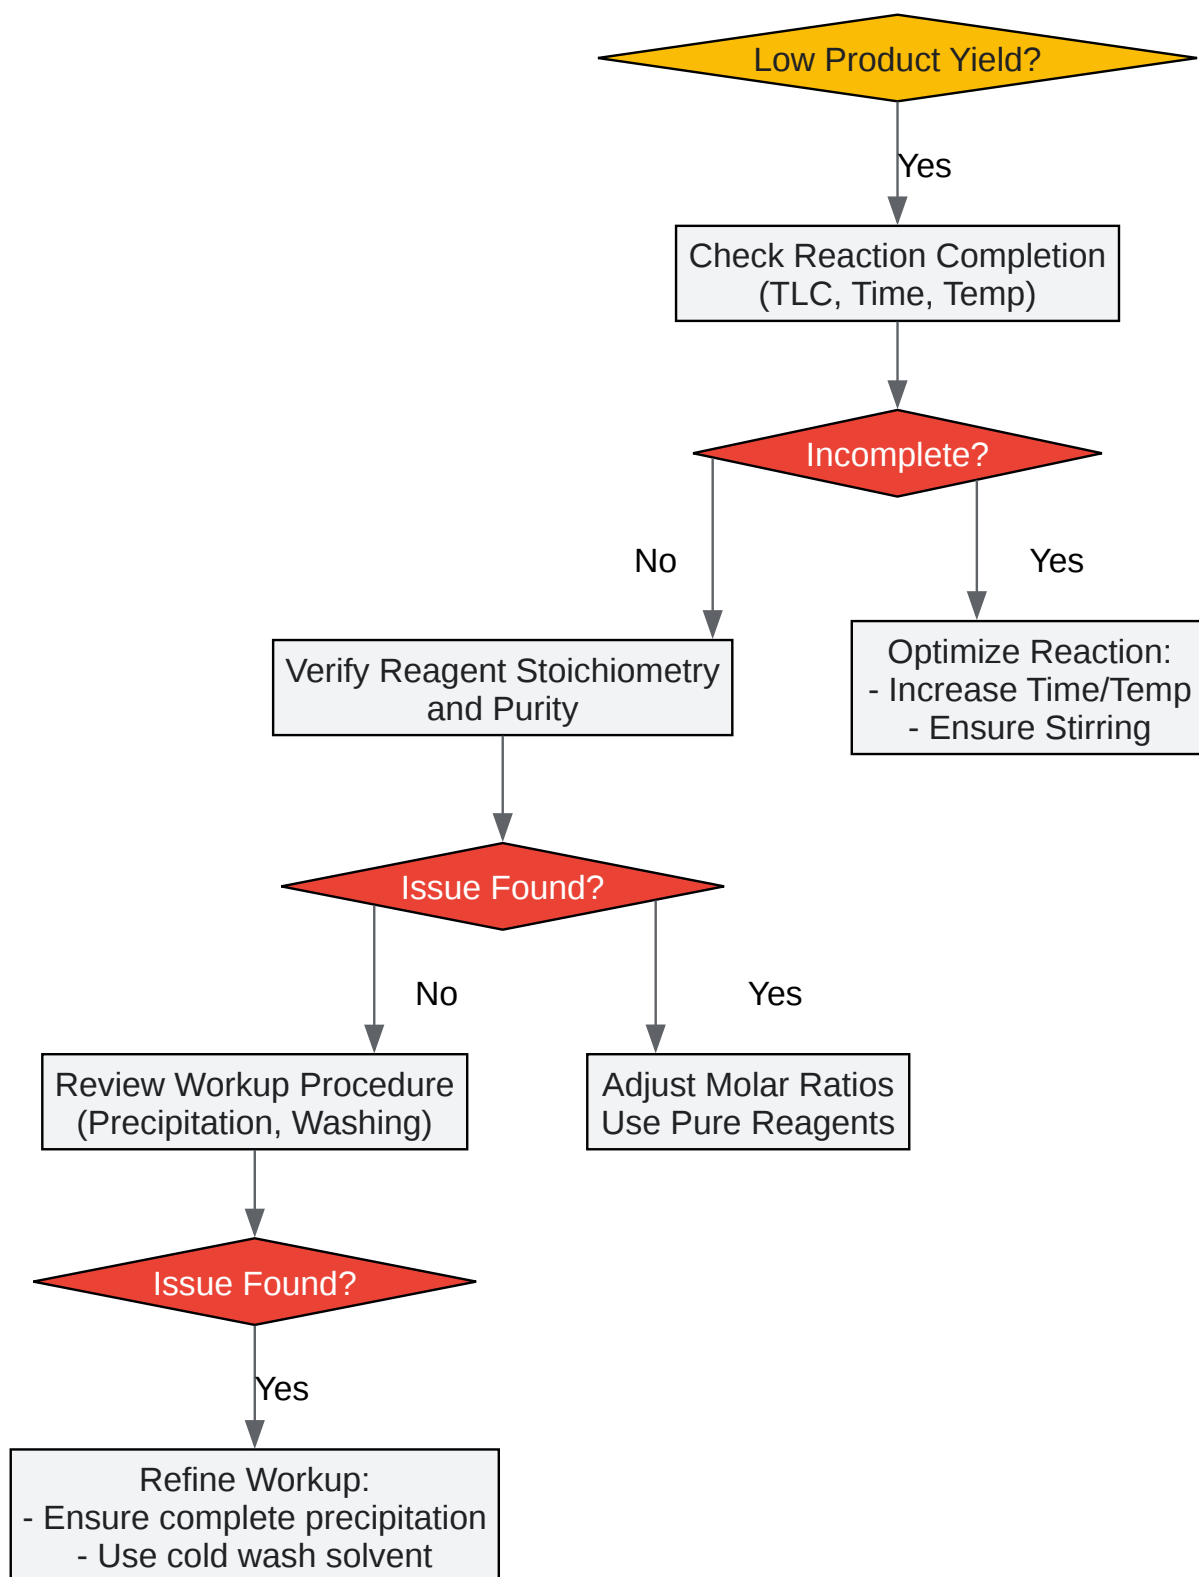 Low Product Yield?
Yes
Check Reaction Completion
(TLC, Time, Temp)
Incomplete?
No
Yes
Verify Reagent Stoichiometry
and Purity
Optimize Reaction:
- Increase Time/Temp
- Ensure Stirring
Issue Found?
No
Yes
Review Workup Procedure
(Precipitation, Washing)
Adjust Molar Ratios
Use Pure Reagents
Issue Found?
Yes
Refine Workup:
- Ensure complete precipitation
- Use cold wash solvent